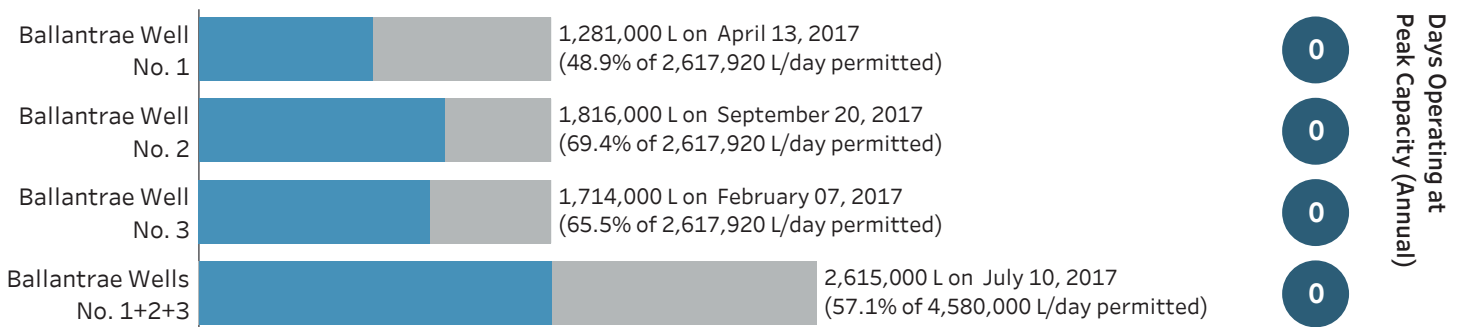 Ballantrae Well
No. 1
1,281,000 L on April 13, 2017
(48.9% of 2,617,920 L/day permitted)
0
Ballantrae Well
No. 2
1,816,000 L on September 20, 2017
(69.4% of 2,617,920 L/day permitted)
0
Ballantrae Well
No. 3
1,714,000 L on February 07, 2017
(65.5% of 2,617,920 L/day permitted)
0
Ballantrae Wells
No. 1+2+3
2,615,000 L on July 10, 2017
(57.1% of 4,580,000 L/day permitted)
0
Days Operating at
Peak Capacity (Annual)